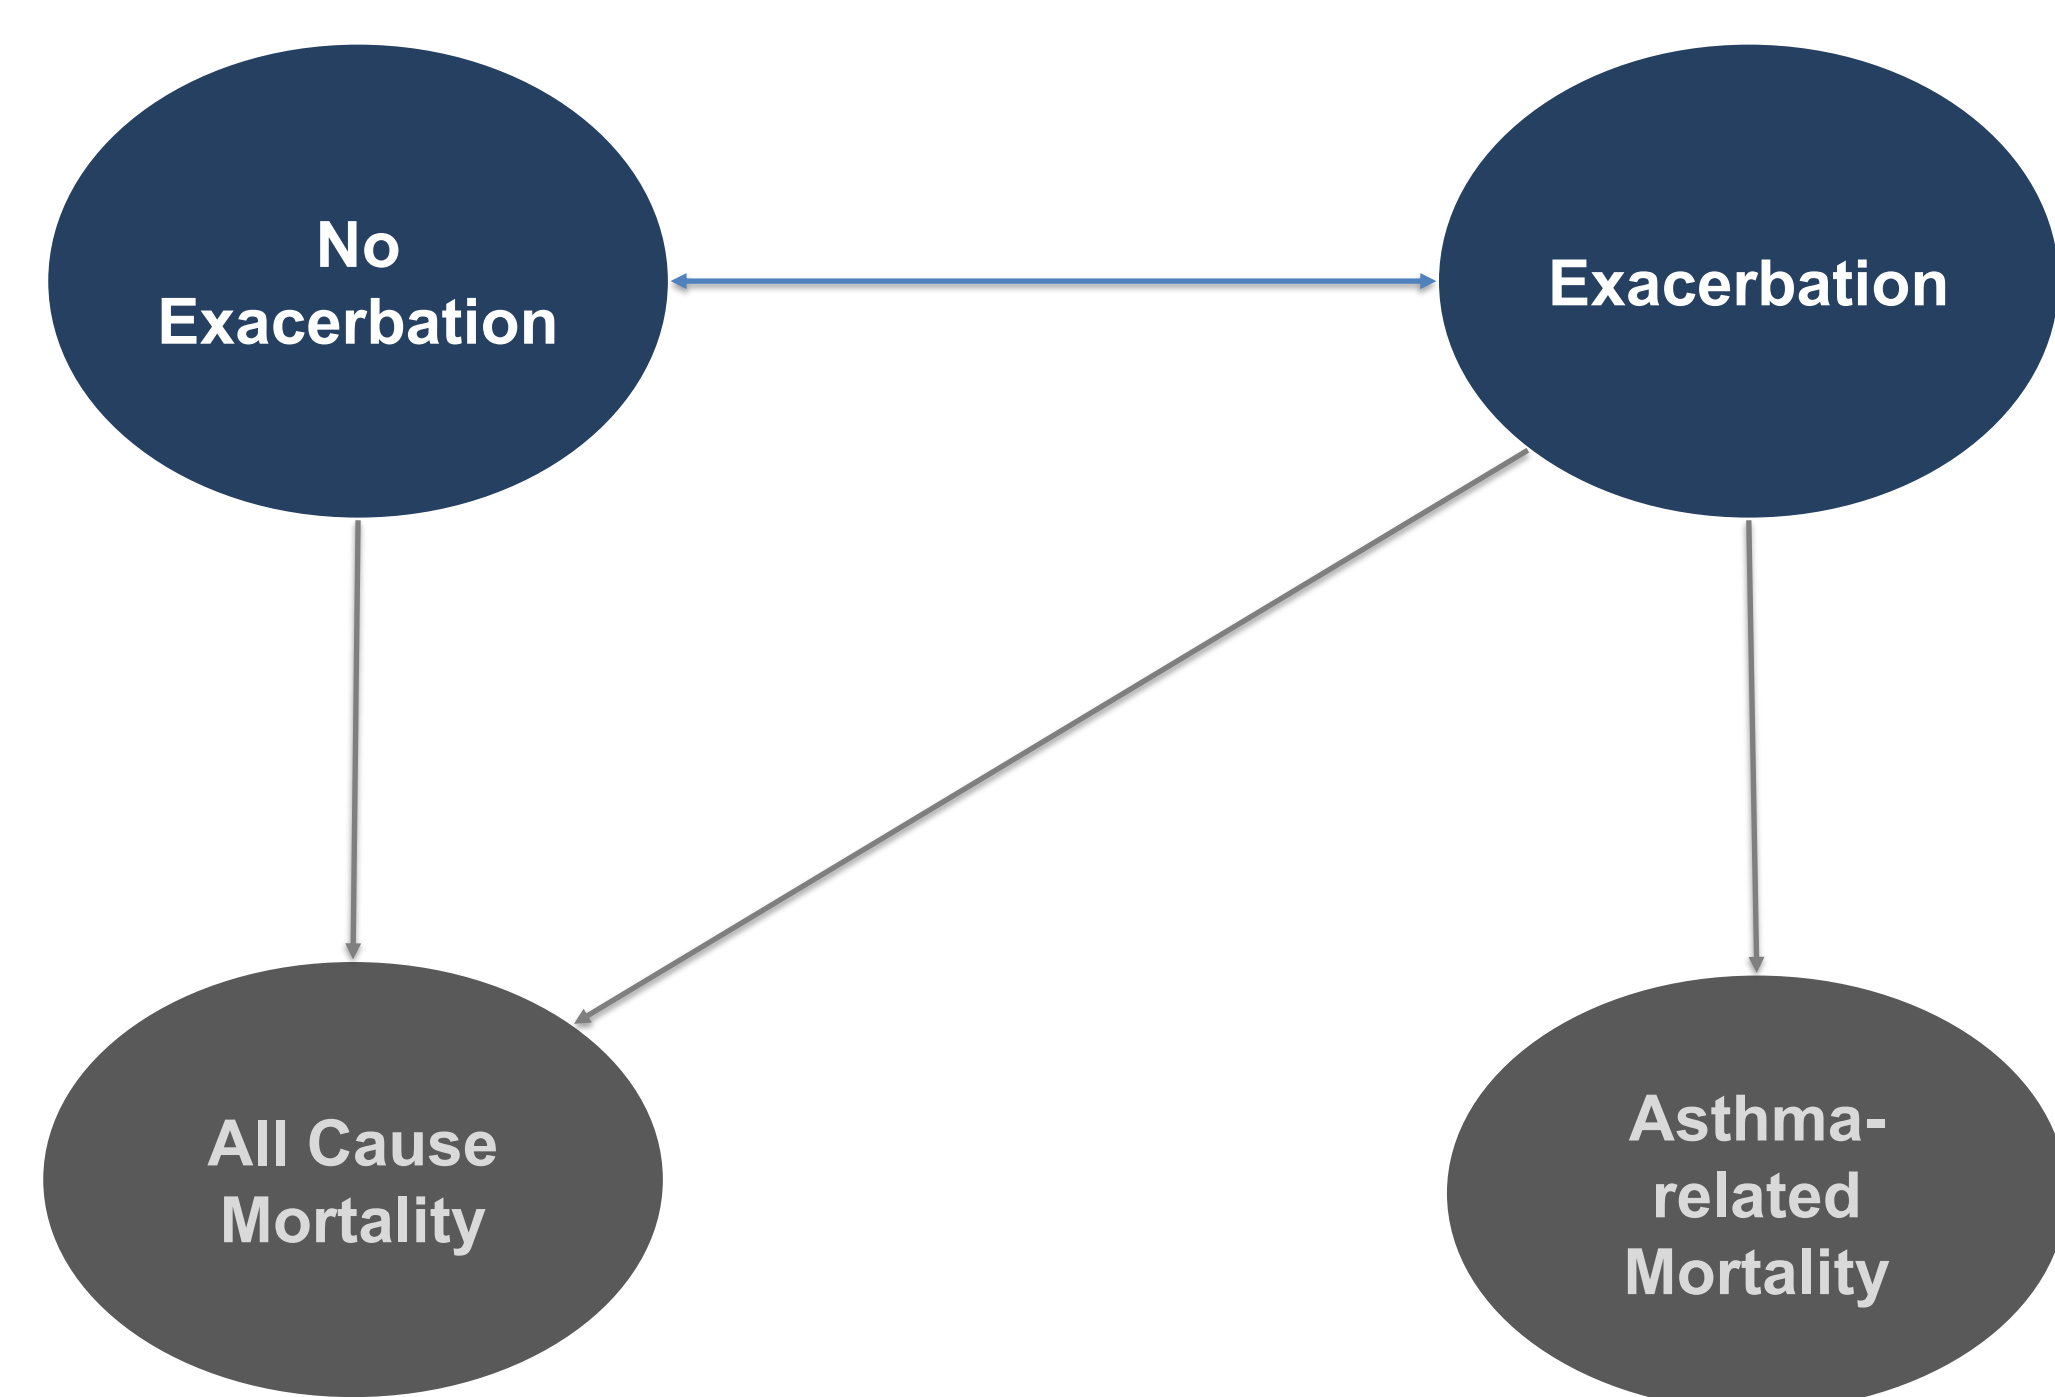 No
Exacerbation
Exacerbation
All Cause
Mortality
Asthma-
related
Mortality